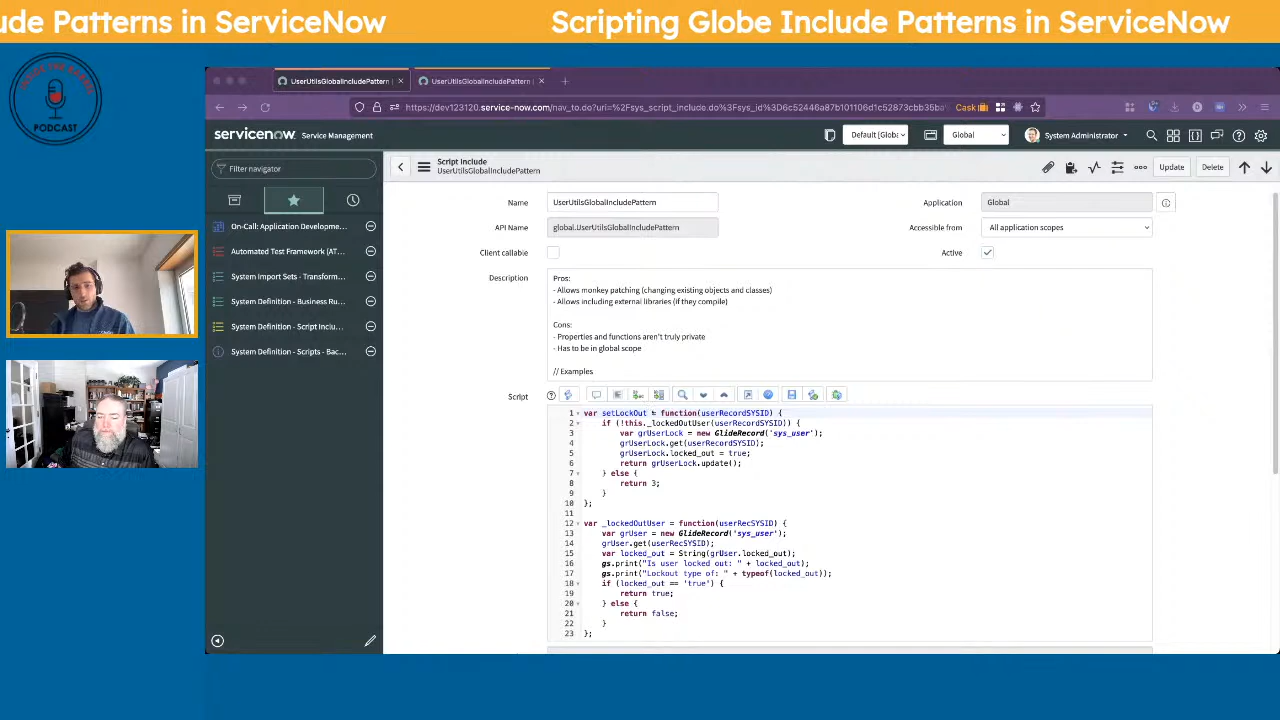 ude Patterns in ServiceNow
Scripting Globe Include Patterns in ServiceNow
PODCAST
UserUtilsGlobalIncludePattern
UserUtilsGlobalIncludePattern
https://dev123120.service-now.com/nav_to.do?uri=%2Fsys_script_include.do%3Fsys_id%3D6c52446a87b101106d1c52873cbb35ba%
Cask
servicenow Service Management
Default [Globa
Global
System Administrator
Filter navigator
Script Include
UserUtilsGlobalIncludePattern
Update
Delete
On-Call: Application Developme...
Automated Test Framework (AT...
System Import Sets - Transform...
System Definition - Business Ru...
System Definition - Script Inclu...
System Definition - Scripts - Bac...
Name
UserUtilsGlobalIncludePattern
Application
Global
API Name
global.UserUtilsGlobalIncludePattern
Accessible from
All application scopes
Client callable
Active
Description
Pros:
- Allows monkey patching (changing existing objects and classes)
- Allows including external libraries (if they compile)
Cons:
- Properties and functions aren't truly private
- Has to be in global scope
// Examples
Script
1 var setLockOut = function(userRecordSYSID) {
2 if (!this._lockedOutUser(userRecordSYSID)) {
3 var grUserLock = new GlideRecord('sys_user');
4 grUserLock.get(userRecordSYSID);
5 grUserLock.locked_out = true;
6 return grUserLock.update();
7 } else {
8 return 3;
9 }
10 };
11
12 var _lockedOutUser = function(userRecSYSID) {
13 var grUser = new GlideRecord('sys_user');
14 grUser.get(userRecSYSID);
15 var locked_out = String(grUser.locked_out);
16 gs.print("Is user locked out: " + locked_out);
17 gs.print("Lockout type of: " + typeof(locked_out));
18 if (locked_out == 'true') {
19 return true;
20 } else {
21 return false;
22 }
23 };